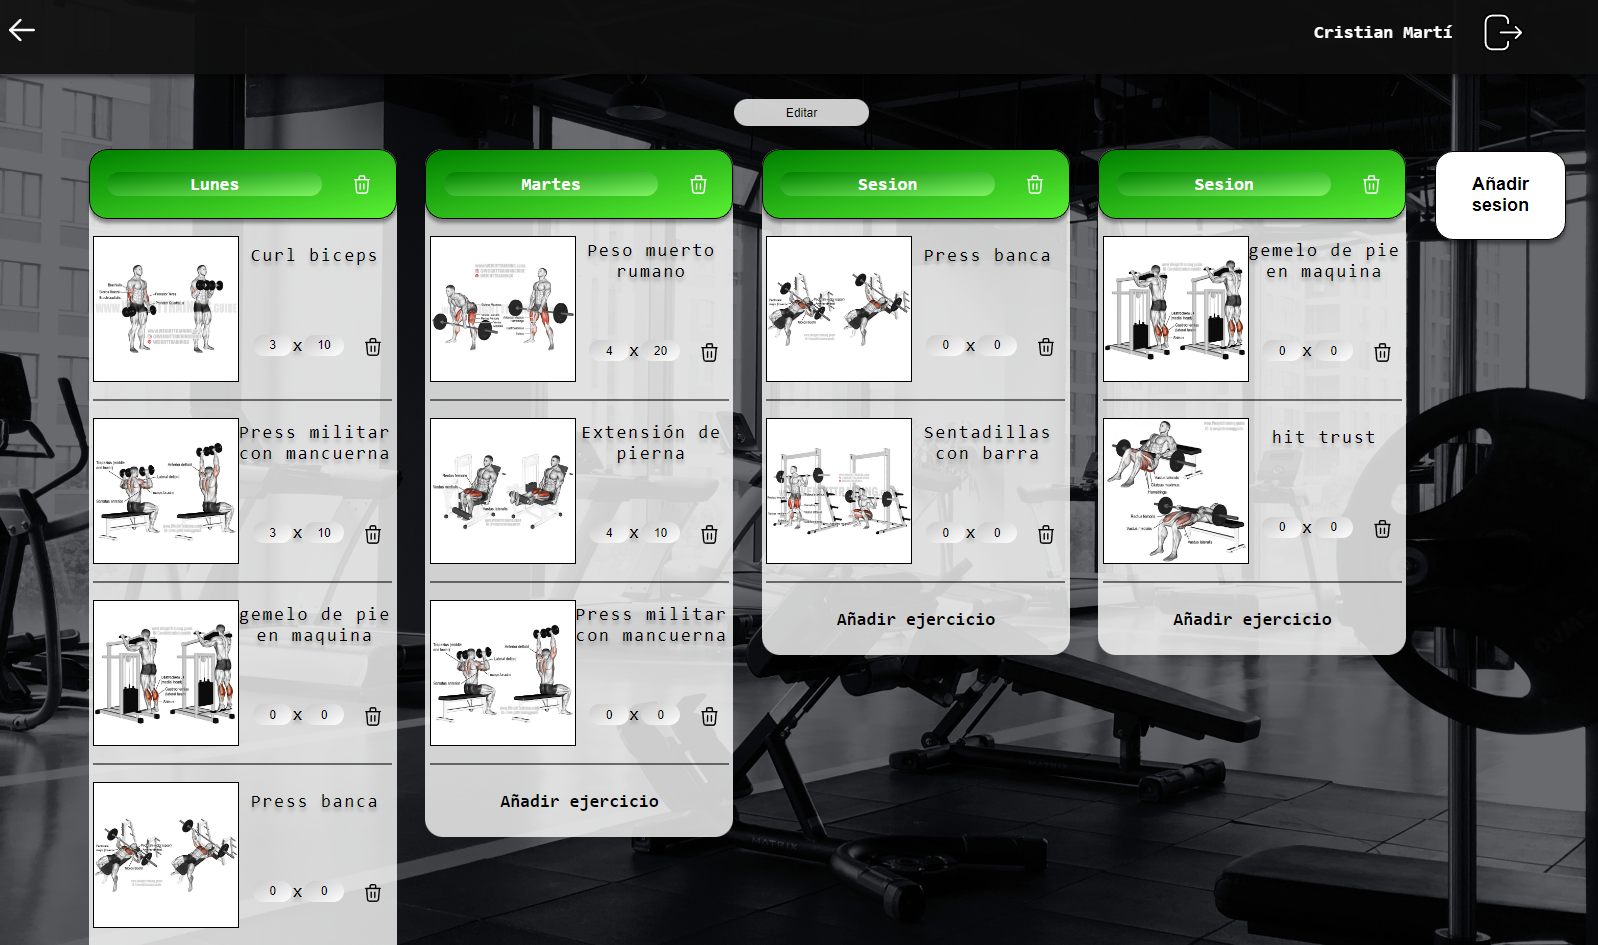 Cristian Martí
Editar
Lunes
Curl biceps
3 x 10
Press militar
con mancuerna
3 x 10
gemelo de pie
en maquina
0 x 0
Press banca
0 x 0
Martes
Peso muerto
rumano
4 x 20
Extensión de
pierna
4 x 10
Press militar
con mancuerna
0 x 0
Añadir ejercicio
Sesion
Press banca
0 x 0
Sentadillas
con barra
0 x 0
Añadir ejercicio
Sesion
gemelo de pie
en maquina
0 x 0
hit trust
0 x 0
Añadir ejercicio
Añadir
sesion
MATRIX